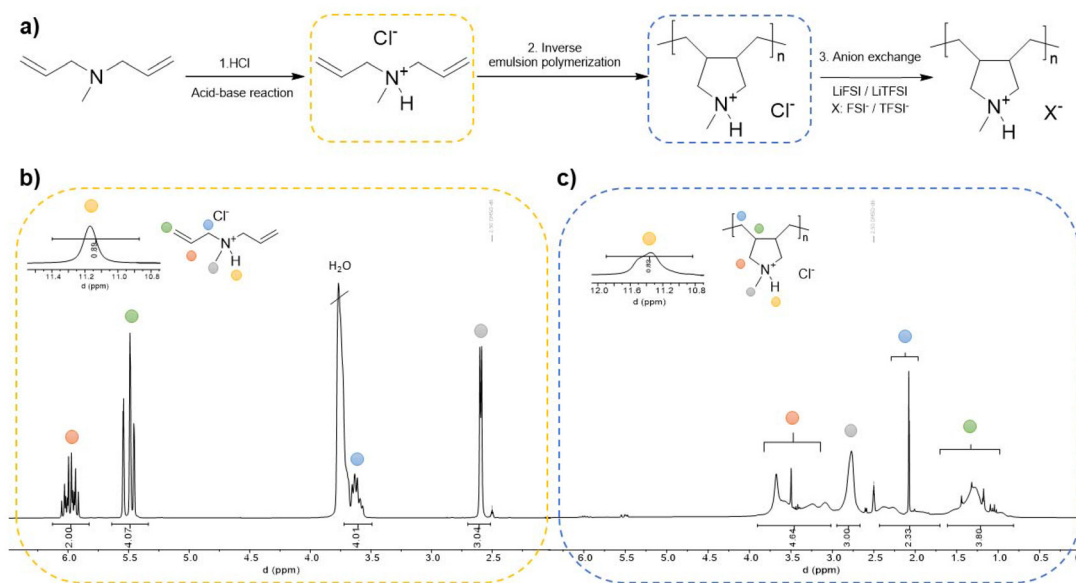 a)
Cl-
N
1.HCl
Acid-base reaction
N+
H
2. Inverse
emulsion polymerization
n
N+
H
Cl-
3. Anion exchange
LiFSI / LiTFSI
X: FSI- / TFSI-
n
N+
H
X-
b)
Cl-
N+
H
0.89
11.4 11.2 11.0 10.8
d (ppm)
H2O
2.00
4.07
4.01
3.04
6.0 5.5 5.0 4.5 4.0 3.5 3.0 2.5
d (ppm)
c)
n
N+
H
Cl-
0.83
12.0 11.6 11.2 10.8
d (ppm)
4.64
3.00
2.33
3.80
6.0 5.5 5.0 4.5 4.0 3.5 3.0 2.5 2.0 1.5 1.0 0.5 0
d (ppm)